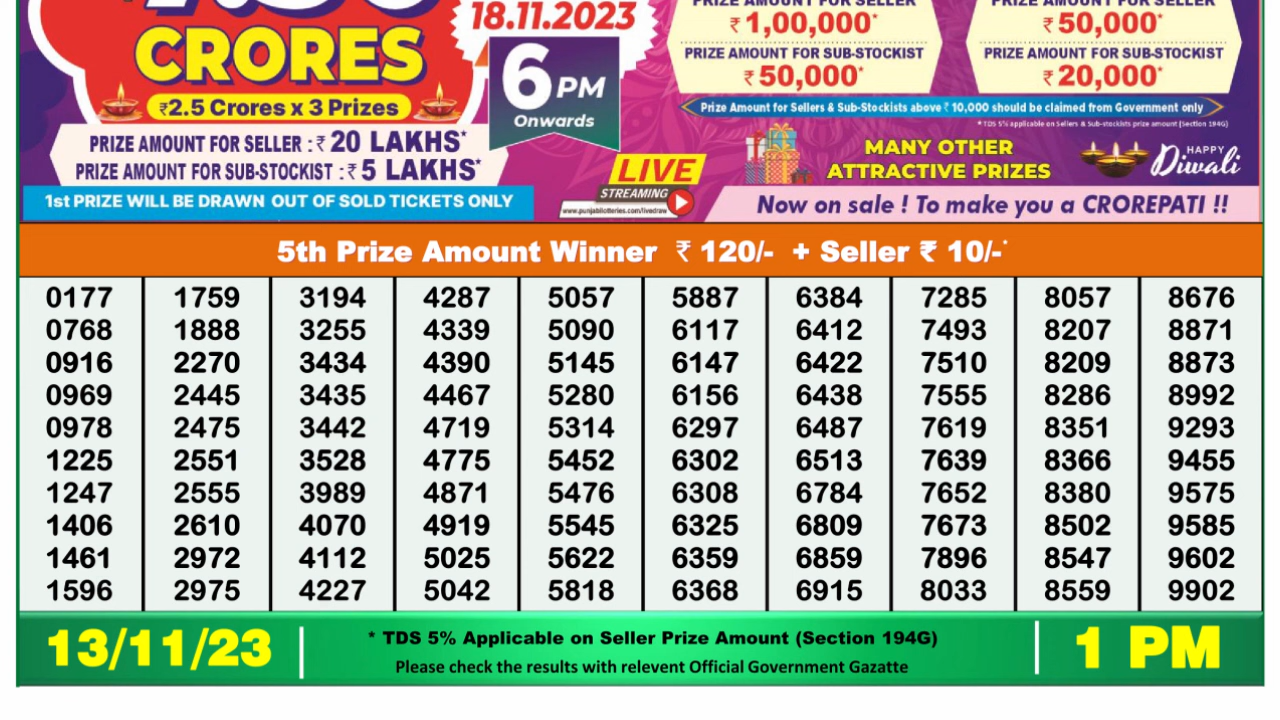 CRORES
₹2.5 Crores x 3 Prizes
PRIZE AMOUNT FOR SELLER : ₹ 20 LAKHS*
PRIZE AMOUNT FOR SUB-STOCKIST : ₹ 5 LAKHS*
1st PRIZE WILL BE DRAWN OUT OF SOLD TICKETS ONLY
18.11.2023
6 PM
Onwards
LIVE
STREAMING
www.punjablotteries.com/livedraw
PRIZE AMOUNT FOR SELLER
₹ 1,00,000*
PRIZE AMOUNT FOR SUB-STOCKIST
₹ 50,000*
PRIZE AMOUNT FOR SELLER
₹ 50,000*
PRIZE AMOUNT FOR SUB-STOCKIST
₹ 20,000*
Prize Amount for Sellers & Sub-Stockists above ₹ 10,000 should be claimed from Government only
* TDS 5% applicable on Sellers & Sub-stockists prize amount (Section 194G)
MANY OTHER
ATTRACTIVE PRIZES
HAPPY
Diwali
Now on sale ! To make you a CROREPATI !!
5th Prize Amount Winner ₹ 120/- + Seller ₹ 10/-*
0177 1759 3194 4287 5057 5887 6384 7285 8057 8676
0768 1888 3255 4339 5090 6117 6412 7493 8207 8871
0916 2270 3434 4390 5145 6147 6422 7510 8209 8873
0969 2445 3435 4467 5280 6156 6438 7555 8286 8992
0978 2475 3442 4719 5314 6297 6487 7619 8351 9293
1225 2551 3528 4775 5452 6302 6513 7639 8366 9455
1247 2555 3989 4871 5476 6308 6784 7652 8380 9575
1406 2610 4070 4919 5545 6325 6809 7673 8502 9585
1461 2972 4112 5025 5622 6359 6859 7896 8547 9602
1596 2975 4227 5042 5818 6368 6915 8033 8559 9902
13/11/23
* TDS 5% Applicable on Seller Prize Amount (Section 194G)
Please check the results with relevent Official Government Gazatte
1 PM